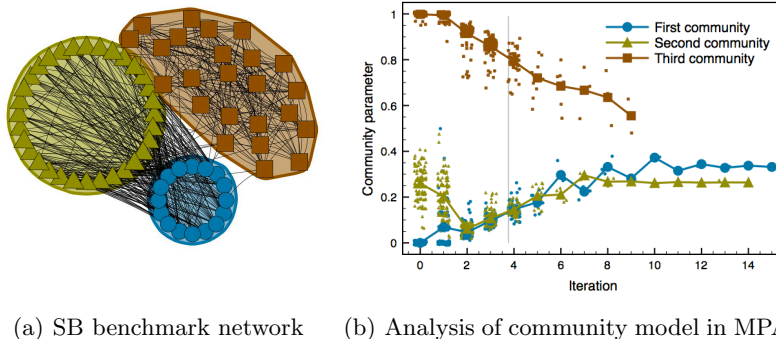 1
0.8
0.6
0.4
0.2
0
Community parameter
First community
Second community
Third community
0 2 4 6 8 10 12 14
Iteration
(a) SB benchmark network (b) Analysis of community model in MPA